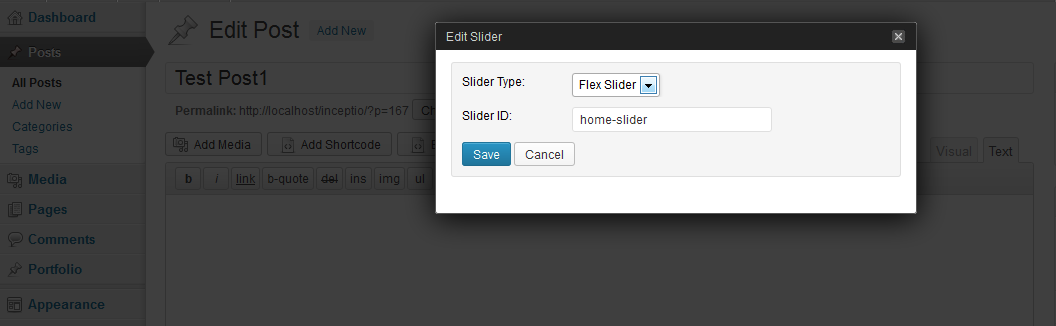 Dashboard
Posts
All Posts
Add New
Categories
Tags
Media
Pages
Comments
Portfolio
Appearance
Edit Post Add New
Test Post1
Permalink: http://localhost/inceptio/?p=167
Add Media Add Shortcode
b i link b-quote del ins img ul
Visual Text
Edit Slider
Slider Type: Flex Slider
Slider ID: home-slider
Save Cancel